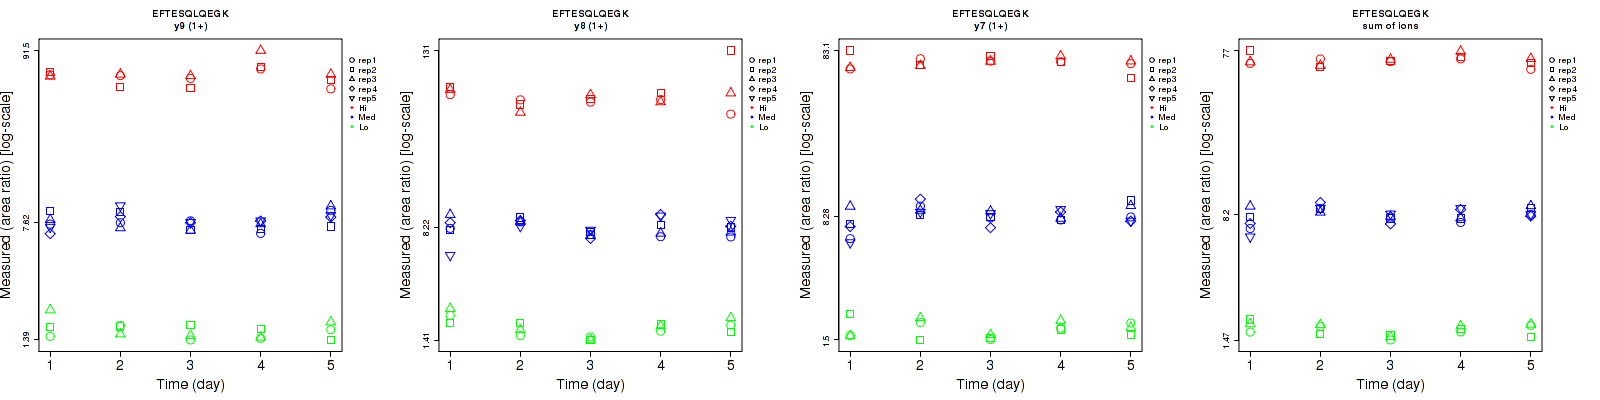 EFTESQLQEGK
y9 (1+)
91.5
7.82
1.39
Measured (area ratio) [log-scale]
1 2 3 4 5
Time (day)
rep1
rep2
rep3
rep4
rep5
Hi
Med
Lo
EFTESQLQEGK
y8 (1+)
131
8.22
1.41
Measured (area ratio) [log-scale]
1 2 3 4 5
Time (day)
rep1
rep2
rep3
rep4
rep5
Hi
Med
Lo
EFTESQLQEGK
y7 (1+)
83.1
8.28
1.5
Measured (area ratio) [log-scale]
1 2 3 4 5
Time (day)
rep1
rep2
rep3
rep4
rep5
Hi
Med
Lo
EFTESQLQEGK
sum of ions
77
8.2
1.47
Measured (area ratio) [log-scale]
1 2 3 4 5
Time (day)
rep1
rep2
rep3
rep4
rep5
Hi
Med
Lo